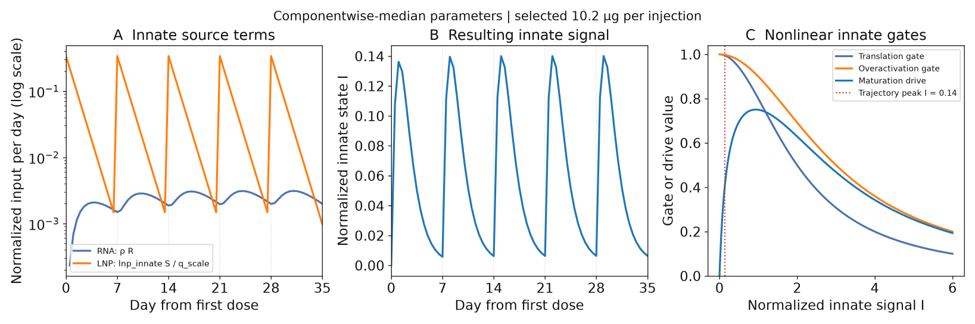 Componentwise-median parameters | selected 10.2 µg per injection
A Innate source terms
Normalized input per day (log scale)
10⁻¹
10⁻²
10⁻³
RNA: ρ R
LNP: lnp_innate S / q_scale
0 7 14 21 28 35
Day from first dose
B Resulting innate signal
Normalized innate state I
0.14
0.12
0.10
0.08
0.06
0.04
0.02
0.00
0 7 14 21 28 35
Day from first dose
C Nonlinear innate gates
Gate or drive value
1.0
0.8
0.6
0.4
0.2
0.0
Translation gate
Overactivation gate
Maturation drive
Trajectory peak I = 0.14
0 2 4 6
Normalized innate signal I